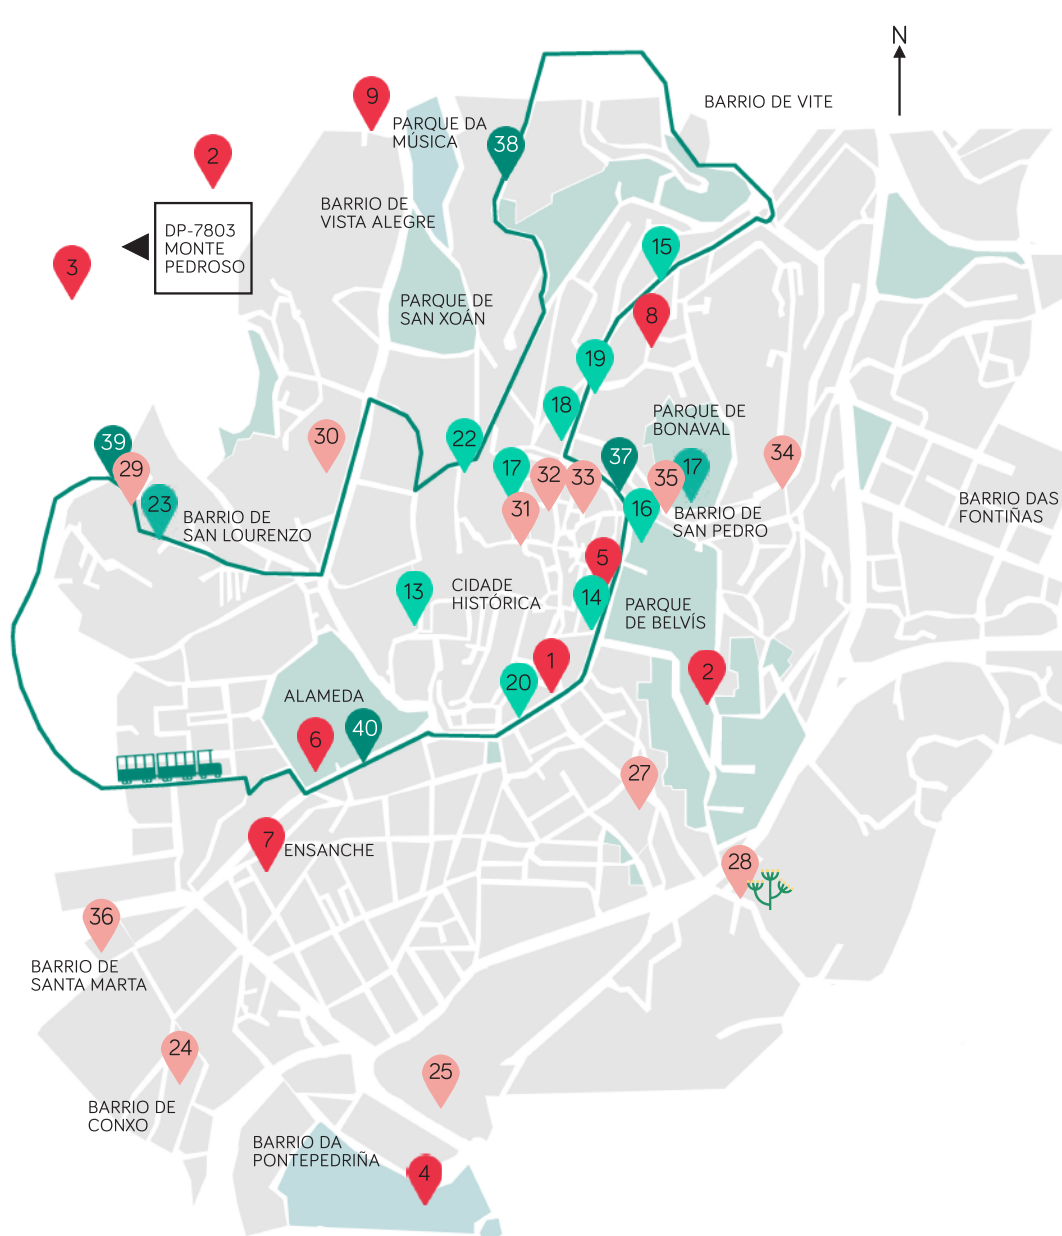 N
BARRIO DE VITE
9
PARQUE DA
MÚSICA
38
2
BARRIO DE
VISTA ALEGRE
DP-7803
MONTE
PEDROSO
3
15
PARQUE DE
SAN XOÁN
8
19
18
PARQUE DE
BONAVAL
30
22
39
29
17
32
33
37
35
17
34
23
31
16
BARRIO DAS
FONTIÑAS
BARRIO DE
SAN LOURENZO
BARRIO DE
SAN PEDRO
5
13
CIDADE
HISTÓRICA
14
PARQUE
DE BELVÍS
1
2
20
ALAMEDA
6
40
27
7
ENSANCHE
28
36
BARRIO DE
SANTA MARTA
24
25
BARRIO DE
CONXO
BARRIO DA
PONTEPEDRIÑA
4